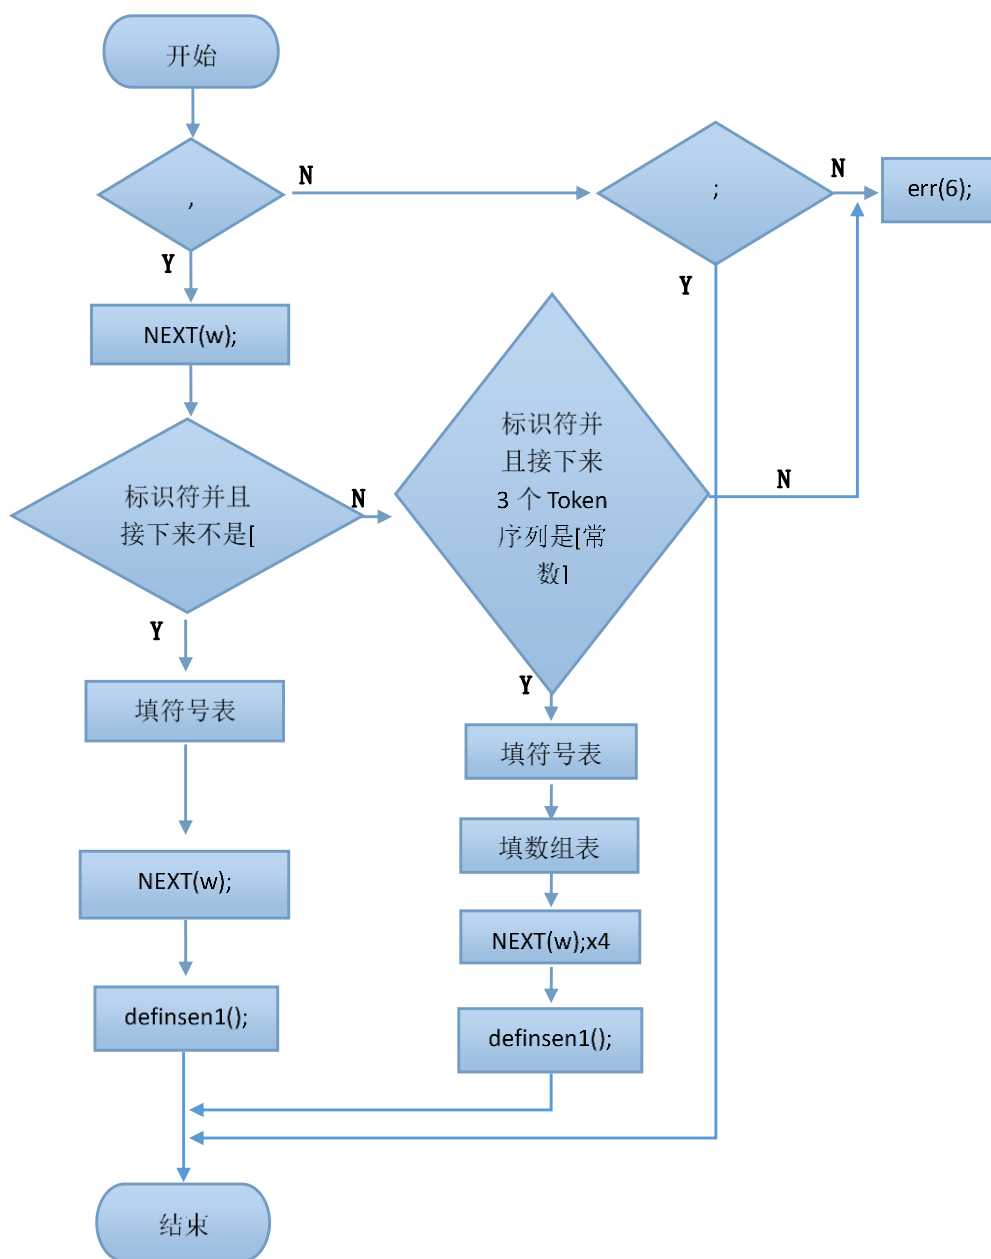 开始
,
N
;
N
err(6);
Y
Y
NEXT(w);
标识符并且
接下来不是[
N
标识符并
且接下来
3 个 Token
序列是[常
数]
N
Y
Y
填符号表
填符号表
填数组表
NEXT(w);
NEXT(w);x4
definsen1();
definsen1();
结束